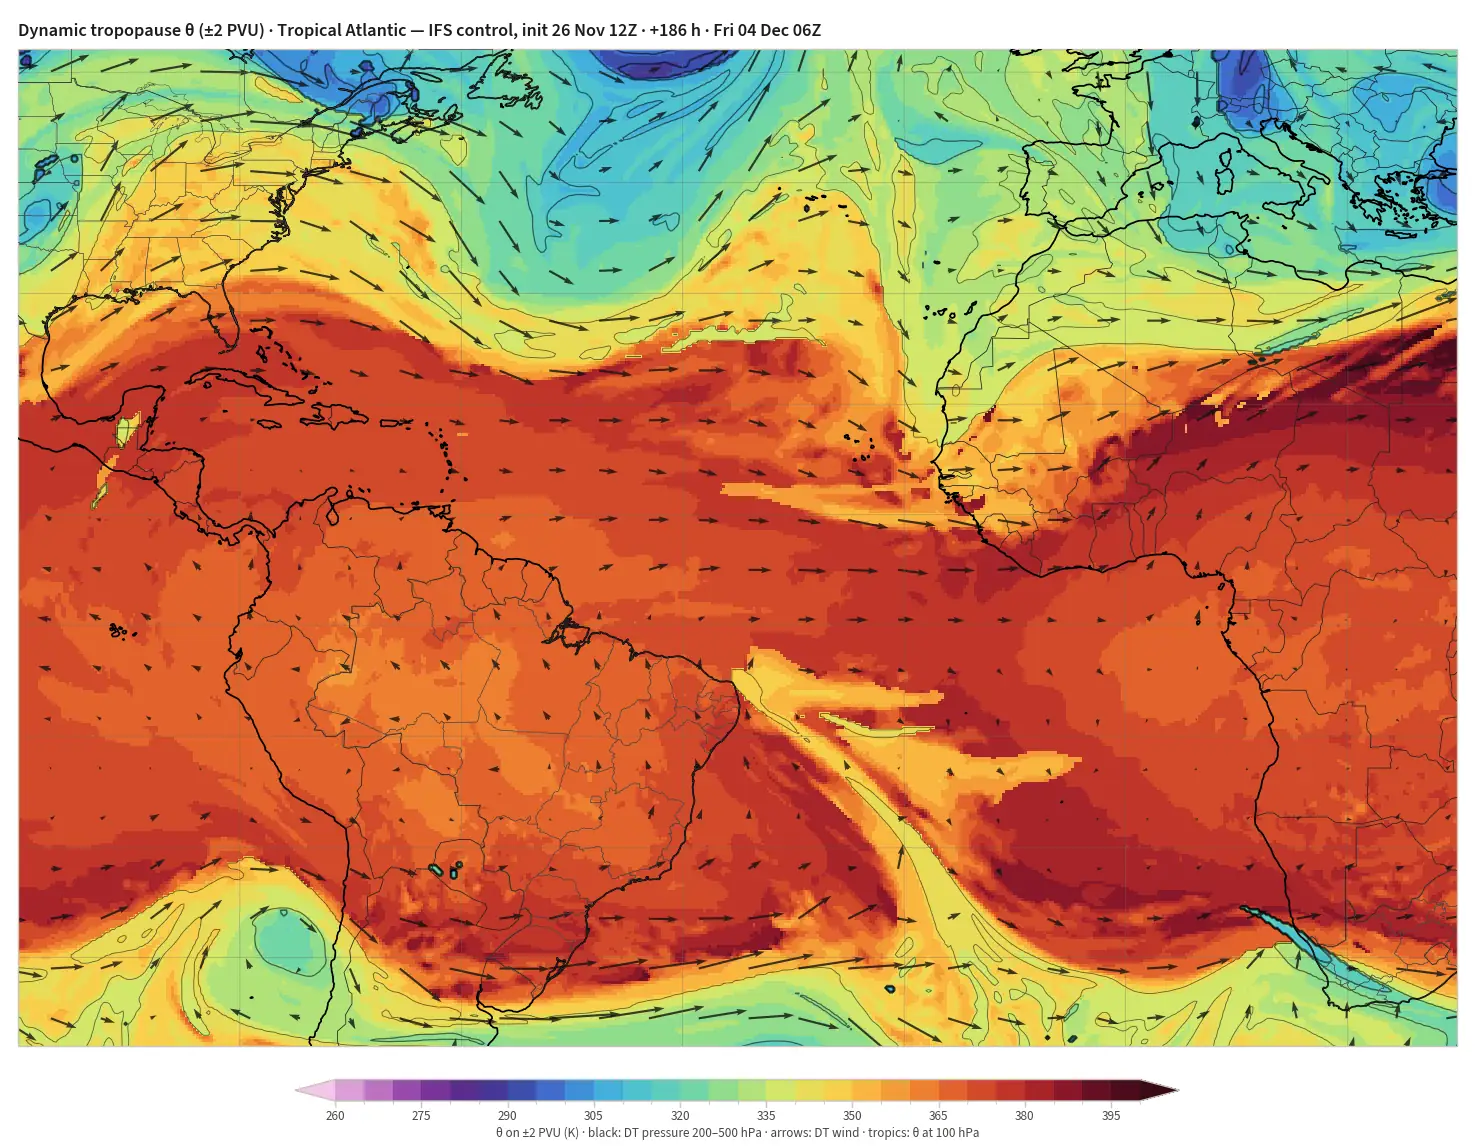 Dynamic tropopause θ (±2 PVU) · Tropical Atlantic — IFS control, init 26 Nov 12Z · +186 h · Fri 04 Dec 06Z
260 275 290 305 320 335 350 365 380 395
θ on ±2 PVU (K) · black: DT pressure 200–500 hPa · arrows: DT wind · tropics: θ at 100 hPa